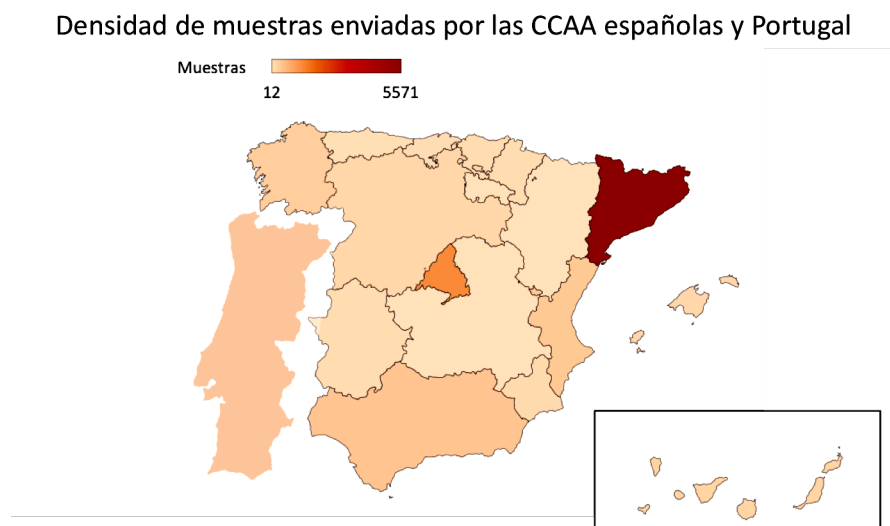 Densidad de muestras enviadas por las CCAA españolas y Portugal
Muestras
12 5571